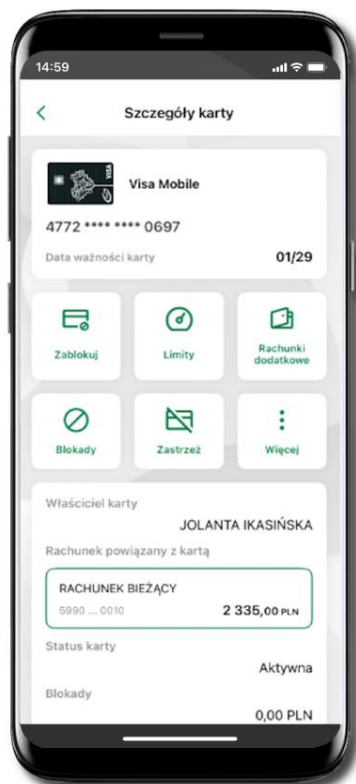 14:59
Szczegóły karty
VISA
Visa Mobile
4772 **** **** 0697
Data ważności karty 01/29
Zablokuj
Limity
Rachunki
dodatkowe
Blokady
Zastrzeż
Więcej
Właściciel karty
JOLANTA IKASIŃSKA
Rachunek powiązany z kartą
RACHUNEK BIEŻĄCY
5990 ... 0010 2 335,00 PLN
Status karty
Aktywna
Blokady
0,00 PLN